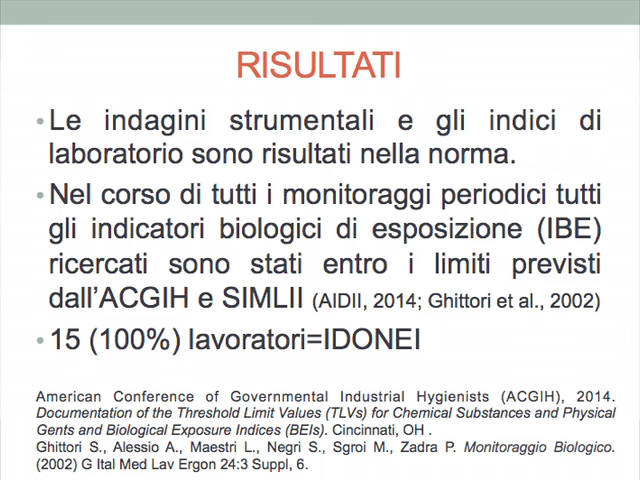 RISULTATI
• Le indagini strumentali e gli indici di
laboratorio sono risultati nella norma.
• Nel corso di tutti i monitoraggi periodici tutti
gli indicatori biologici di esposizione (IBE)
ricercati sono stati entro i limiti previsti
dall'ACGIH e SIMLII (AIDII, 2014; Ghittori et al., 2002)
• 15 (100%) lavoratori=IDONEI
American Conference of Governmental Industrial Hygienists (ACGIH), 2014.
Documentation of the Threshold Limit Values (TLVs) for Chemical Substances and Physical
Gents and Biological Exposure Indices (BEIs). Cincinnati, OH .
Ghittori S., Alessio A., Maestri L., Negri S., Sgroi M., Zadra P. Monitoraggio Biologico.
(2002) G Ital Med Lav Ergon 24:3 Suppl, 6.